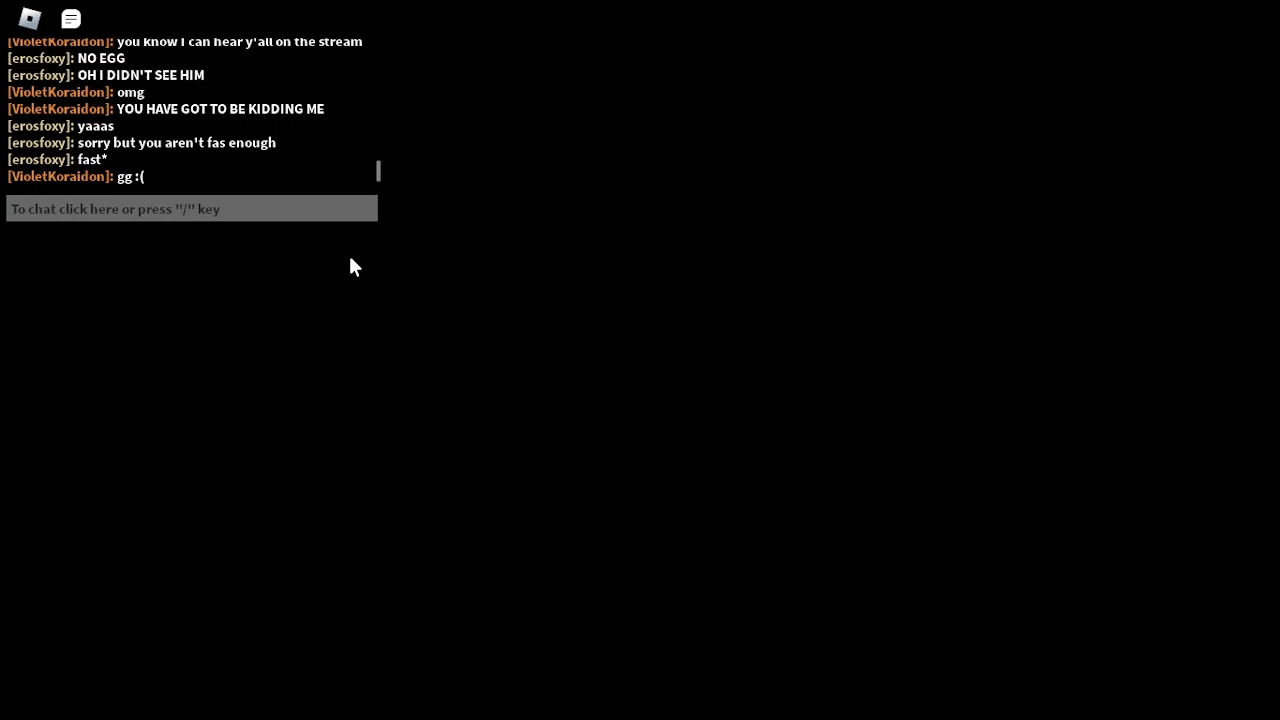 [VioletKoraidon]: you know I can hear y'all on the stream
[erosfoxy]: NO EGG
[erosfoxy]: OH I DIDN'T SEE HIM
[VioletKoraidon]: omg
[VioletKoraidon]: YOU HAVE GOT TO BE KIDDING ME
[erosfoxy]: yaaas
[erosfoxy]: sorry but you aren't fas enough
[erosfoxy]: fast*
[VioletKoraidon]: gg :(
To chat click here or press "/" key